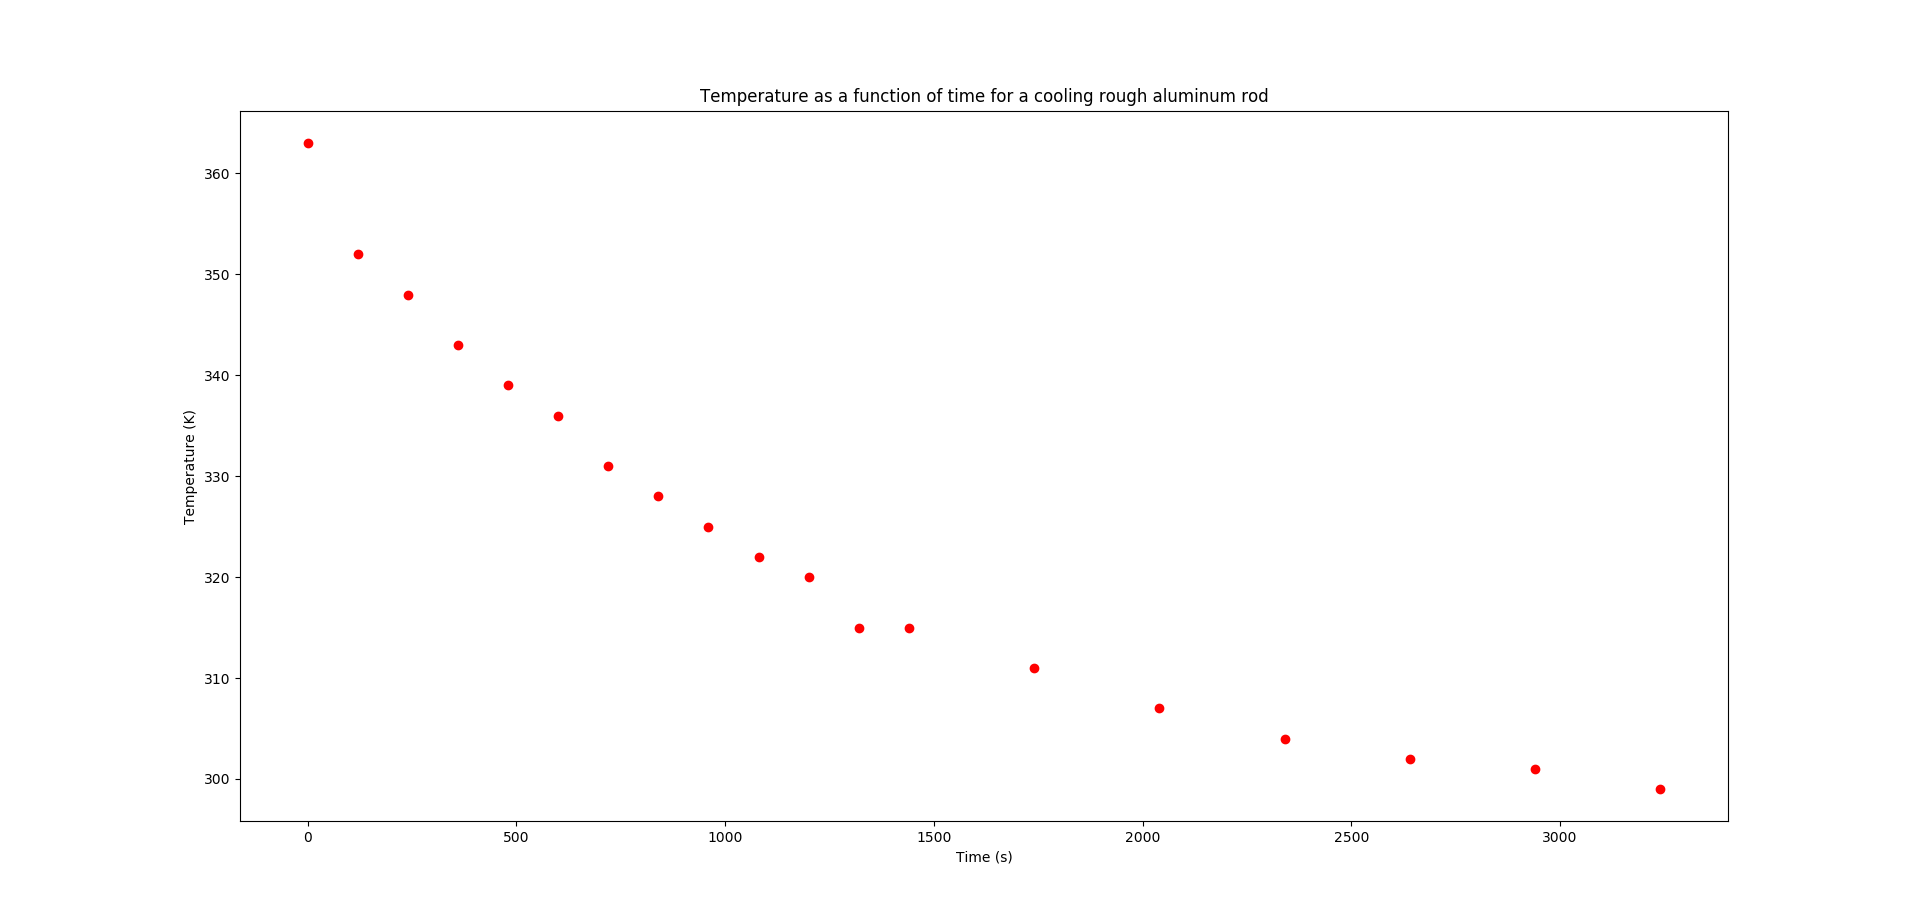 Temperature as a function of time for a cooling rough aluminum rod
360
350
340
330
320
310
300
Temperature (K)
0 500 1000 1500 2000 2500 3000
Time (s)